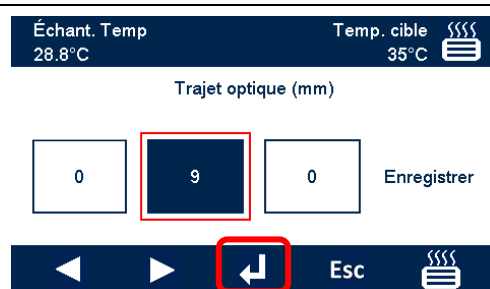 Échant. Temp Temp. cible
28.8°C 35°C
Trajet optique (mm)
0 9 0 Enregistrer
Esc